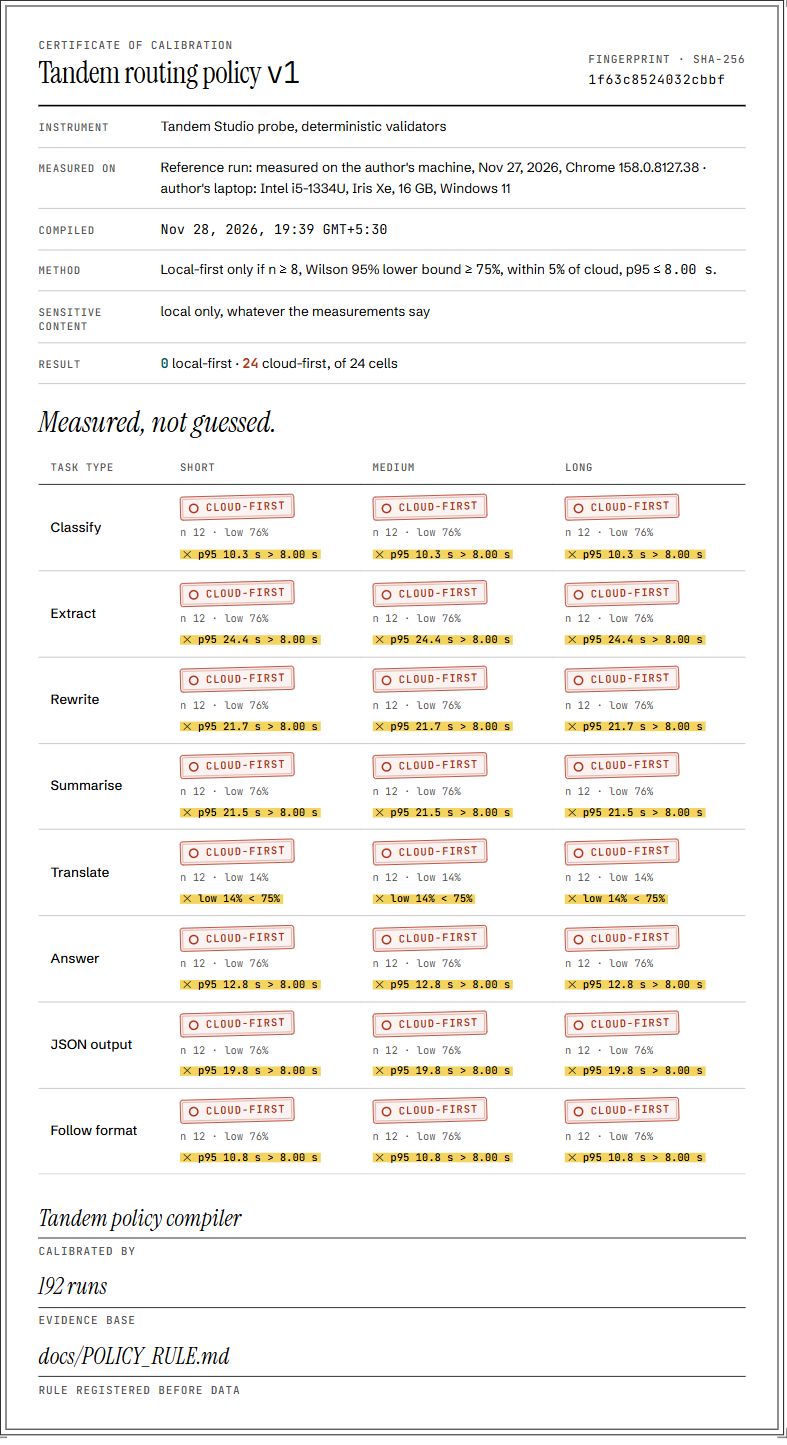 CERTIFICATE OF CALIBRATION
Tandem routing policy v1
FINGERPRINT · SHA-256
1f63c8524032cbbf
INSTRUMENT
Tandem Studio probe, deterministic validators
MEASURED ON
Reference run: measured on the author's machine, Nov 27, 2026, Chrome 158.0.8127.38 ·
author's laptop: Intel i5-1334U, Iris Xe, 16 GB, Windows 11
COMPILED
Nov 28, 2026, 19:39 GMT+5:30
METHOD
Local-first only if n ≥ 8, Wilson 95% lower bound ≥ 75%, within 5% of cloud, p95 ≤ 8.00 s.
SENSITIVE
CONTENT
local only, whatever the measurements say
RESULT
0 local-first · 24 cloud-first, of 24 cells
Measured, not guessed.
TASK TYPE SHORT MEDIUM LONG
Classify
CLOUD-FIRST CLOUD-FIRST CLOUD-FIRST
n 12 · low 76% n 12 · low 76% n 12 · low 76%
× p95 10.3 s > 8.00 s × p95 10.3 s > 8.00 s × p95 10.3 s > 8.00 s
Extract
CLOUD-FIRST CLOUD-FIRST CLOUD-FIRST
n 12 · low 76% n 12 · low 76% n 12 · low 76%
× p95 24.4 s > 8.00 s × p95 24.4 s > 8.00 s × p95 24.4 s > 8.00 s
Rewrite
CLOUD-FIRST CLOUD-FIRST CLOUD-FIRST
n 12 · low 76% n 12 · low 76% n 12 · low 76%
× p95 21.7 s > 8.00 s × p95 21.7 s > 8.00 s × p95 21.7 s > 8.00 s
Summarise
CLOUD-FIRST CLOUD-FIRST CLOUD-FIRST
n 12 · low 76% n 12 · low 76% n 12 · low 76%
× p95 21.5 s > 8.00 s × p95 21.5 s > 8.00 s × p95 21.5 s > 8.00 s
Translate
CLOUD-FIRST CLOUD-FIRST CLOUD-FIRST
n 12 · low 14% n 12 · low 14% n 12 · low 14%
× low 14% < 75% × low 14% < 75% × low 14% < 75%
Answer
CLOUD-FIRST CLOUD-FIRST CLOUD-FIRST
n 12 · low 76% n 12 · low 76% n 12 · low 76%
× p95 12.8 s > 8.00 s × p95 12.8 s > 8.00 s × p95 12.8 s > 8.00 s
JSON output
CLOUD-FIRST CLOUD-FIRST CLOUD-FIRST
n 12 · low 76% n 12 · low 76% n 12 · low 76%
× p95 19.8 s > 8.00 s × p95 19.8 s > 8.00 s × p95 19.8 s > 8.00 s
Follow format
CLOUD-FIRST CLOUD-FIRST CLOUD-FIRST
n 12 · low 76% n 12 · low 76% n 12 · low 76%
× p95 10.8 s > 8.00 s × p95 10.8 s > 8.00 s × p95 10.8 s > 8.00 s
Tandem policy compiler
CALIBRATED BY
192 runs
EVIDENCE BASE
docs/POLICY_RULE.md
RULE REGISTERED BEFORE DATA